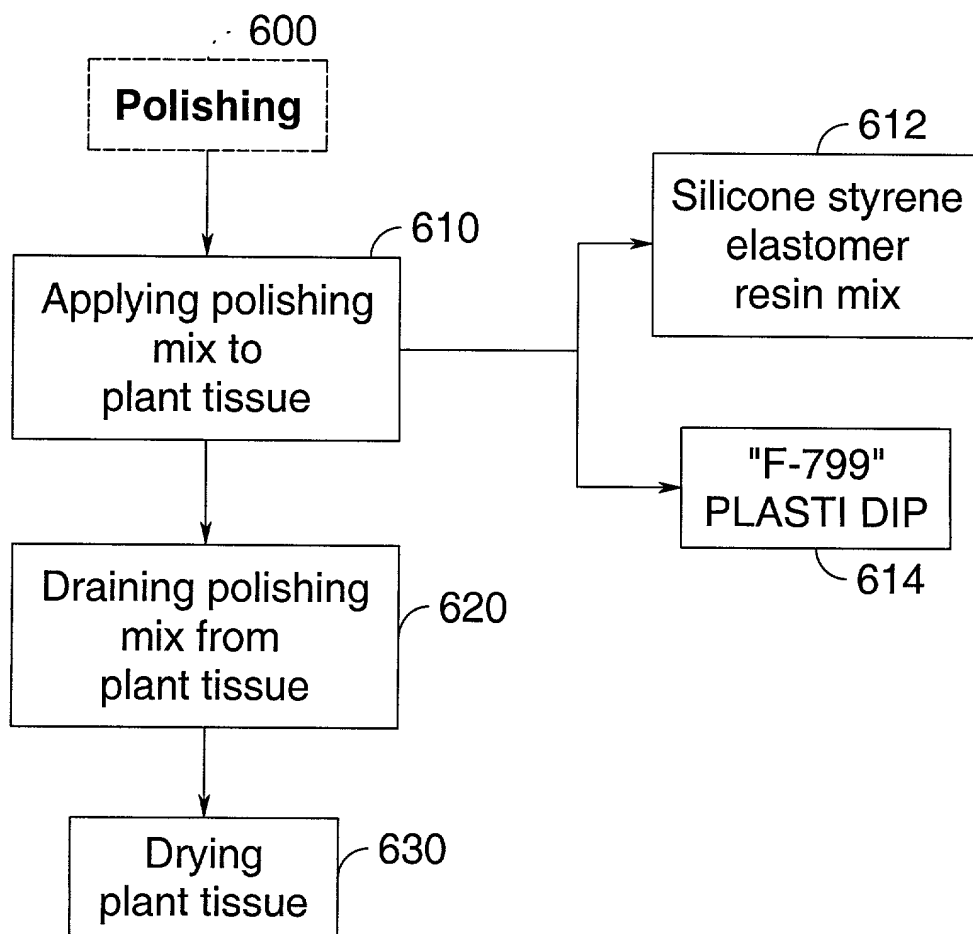 600
Polishing
610
Applying polishing
mix to
plant tissue
612
Silicone styrene
elastomer
resin mix
"F-799"
PLASTI DIP
614
Draining polishing
mix from
plant tissue
620
Drying
plant tissue
630